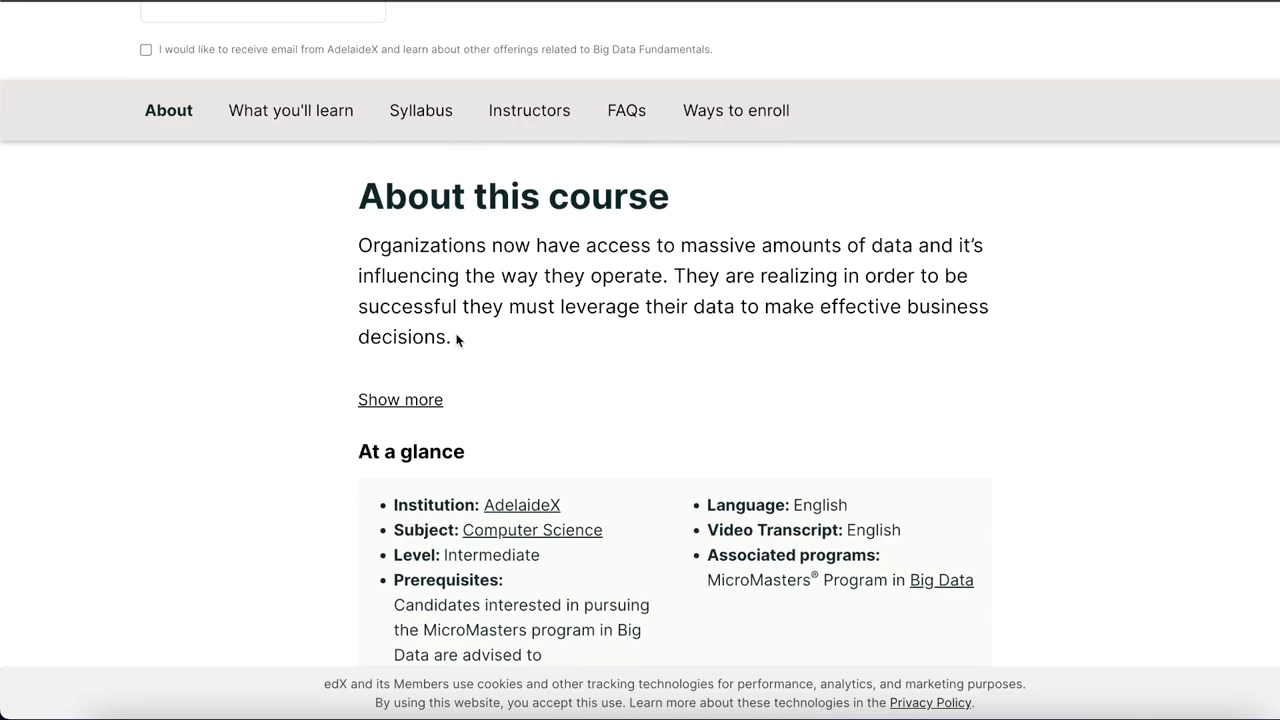 I would like to receive email from AdelaideX and learn about other offerings related to Big Data Fundamentals.
About What you'll learn Syllabus Instructors FAQs Ways to enroll
About this course
Organizations now have access to massive amounts of data and it’s
influencing the way they operate. They are realizing in order to be
successful they must leverage their data to make effective business
decisions.
Show more
At a glance
• Institution: AdelaideX
• Subject: Computer Science
• Level: Intermediate
• Prerequisites:
Candidates interested in pursuing
the MicroMasters program in Big
Data are advised to
• Language: English
• Video Transcript: English
• Associated programs:
MicroMasters® Program in Big Data
edX and its Members use cookies and other tracking technologies for performance, analytics, and marketing purposes.
By using this website, you accept this use. Learn more about these technologies in the Privacy Policy.